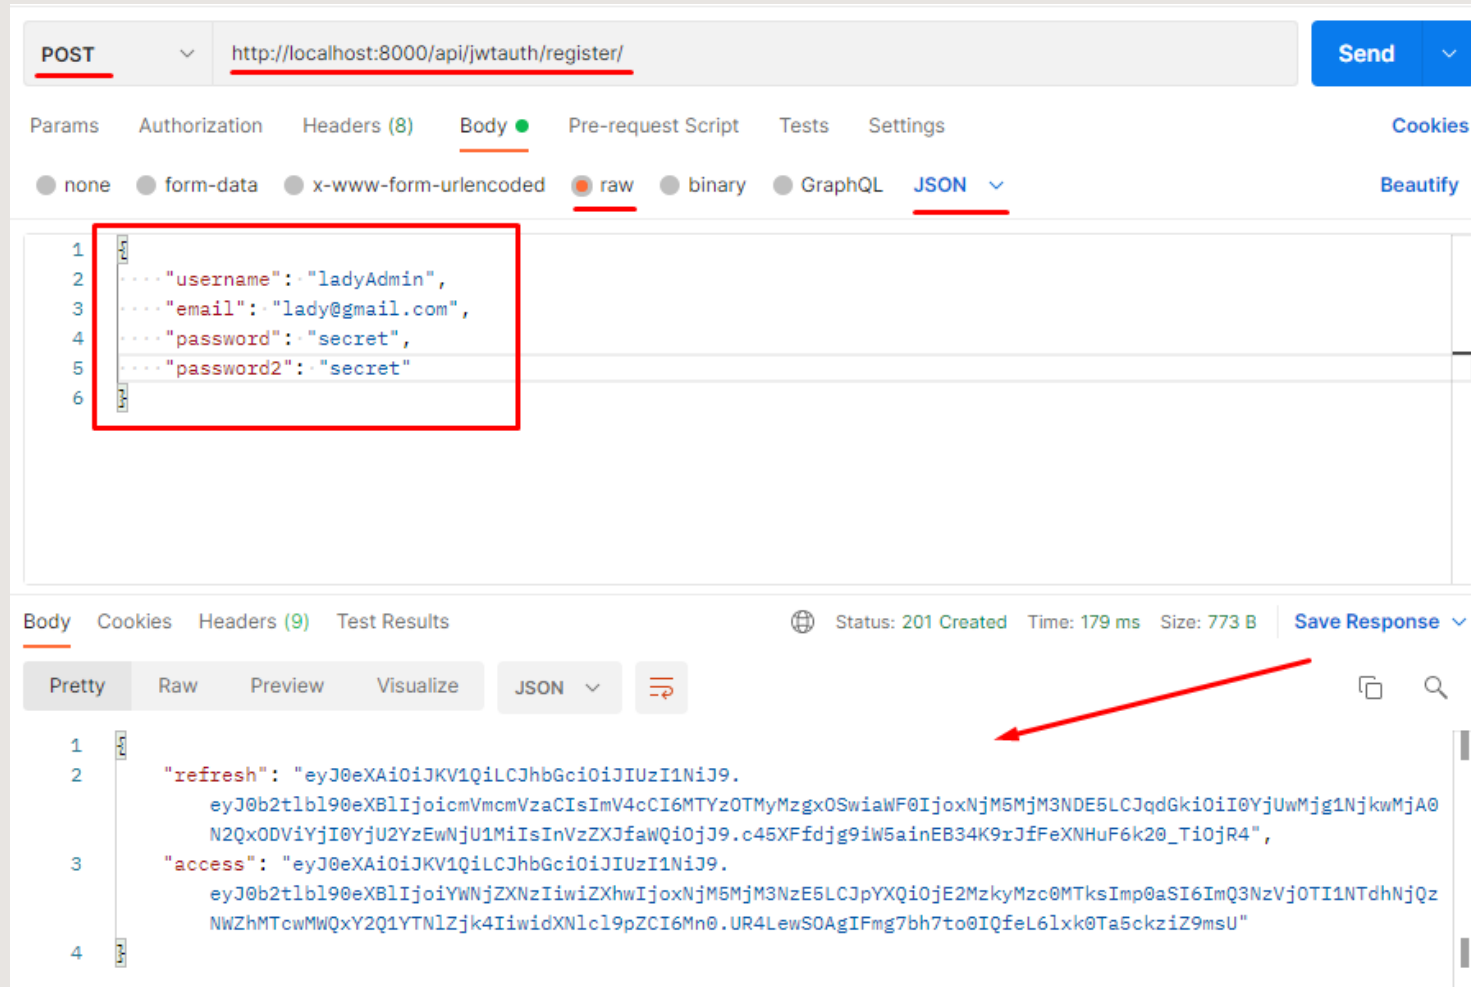 POST http://localhost:8000/api/jwtauth/register/ Send
Params Authorization Headers (8) Body Pre-request Script Tests Settings Cookies
none form-data x-www-form-urlencoded raw binary GraphQL JSON Beautify
1 {
2 "username": "ladyAdmin",
3 "email": "lady@gmail.com",
4 "password": "secret",
5 "password2": "secret"
6 }
Body Cookies Headers (9) Test Results Status: 201 Created Time: 179 ms Size: 773 B Save Response
Pretty Raw Preview Visualize JSON
1 {
2 "refresh": "eyJ0eXAiOiJKV1QiLCJhbGciOiJIUzI1NiJ9.
eyJ0b2tlbl90eXBlIjoicmVmcmVzaCIsImV4cCI6MTYzOTMyMzgxOSwiaWF0IjoxNjM5MjM3NDE5LCJqdGkiOiI0YjUwMjg1NjkwMjA0
N2QxODViYjI0YjU2YzEwNjU1MiIsInVzZXJfaWQiOjJ9.c45XFfdjg9iW5ainEB34K9rJfFeXNHuF6k20_TiOjR4",
3 "access": "eyJ0eXAiOiJKV1QiLCJhbGciOiJIUzI1NiJ9.
eyJ0b2tlbl90eXBlIjoiYWNjZXNzIiwiZXhwIjoxNjM5MjM3NzE5LCJpYXQiOjE2MzkyMzc0MTksImp0aSI6ImQ3NzVjOTI1NTdhNjQz
NWZhMTcwMWQxY2Q1YTNlZjk4IiwidXNlcl9pZCI6Mn0.UR4LewSOAgIFmg7bh7to0IQfeL6lxk0Ta5ckziZ9msU"
4 }